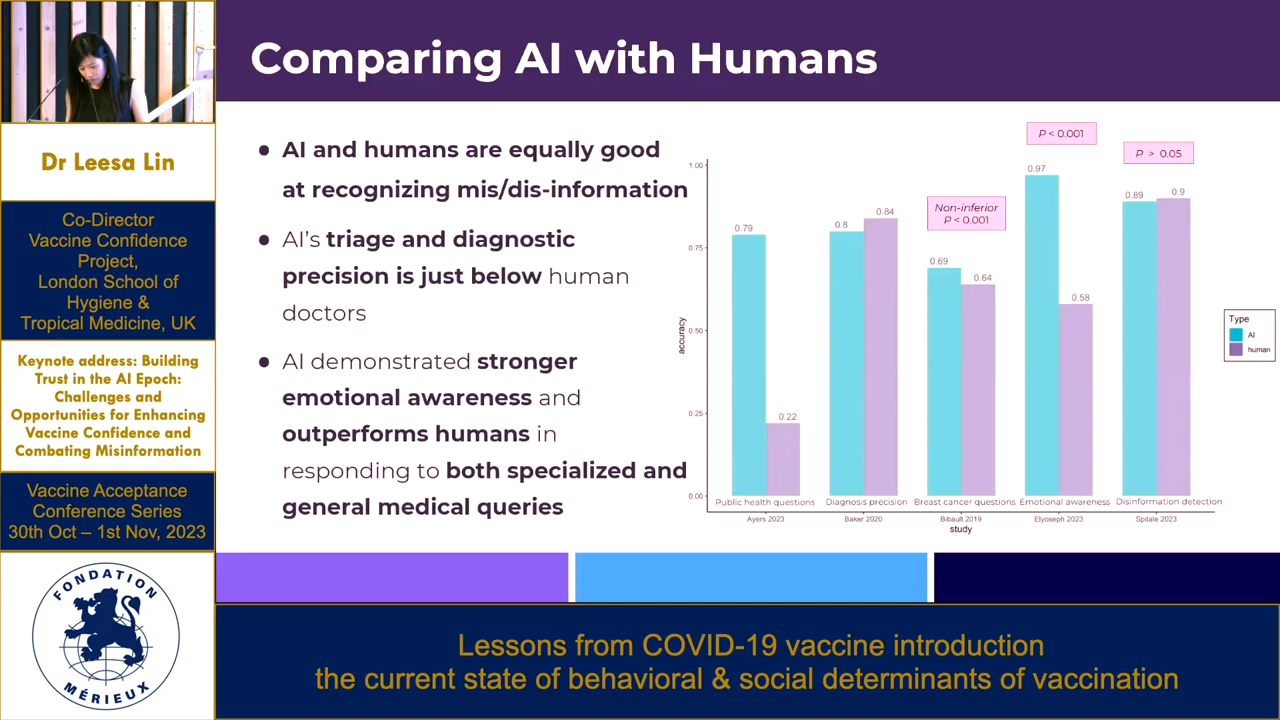 Comparing AI with Humans
Dr Leesa Lin
Co-Director
Vaccine Confidence
Project,
London School of
Hygiene &
Tropical Medicine, UK
Keynote address: Building
Trust in the AI Epoch:
Challenges and
Opportunities for Enhancing
Vaccine Confidence and
Combating Misinformation
Vaccine Acceptance
Conference Series
30th Oct – 1st Nov, 2023
FONDATION
MÉRIEUX
● AI and humans are equally good
at recognizing mis/dis-information
● AI's triage and diagnostic
precision is just below human
doctors
● AI demonstrated stronger
emotional awareness and
outperforms humans in
responding to both specialized and
general medical queries
P < 0.001
P > 0.05
Non-inferior
P < 0.001
accuracy
1.00
0.75
0.50
0.25
0.00
0.79
0.22
0.8
0.84
0.69
0.64
0.97
0.58
0.89
0.9
Public health questions
Diagnosis precision
Breast cancer questions
Emotional awareness
Disinformation detection
Ayers 2023
Baker 2020
Bibault 2019
Elyoseph 2023
Spitale 2023
study
Type
AI
human
Lessons from COVID-19 vaccine introduction
the current state of behavioral & social determinants of vaccination